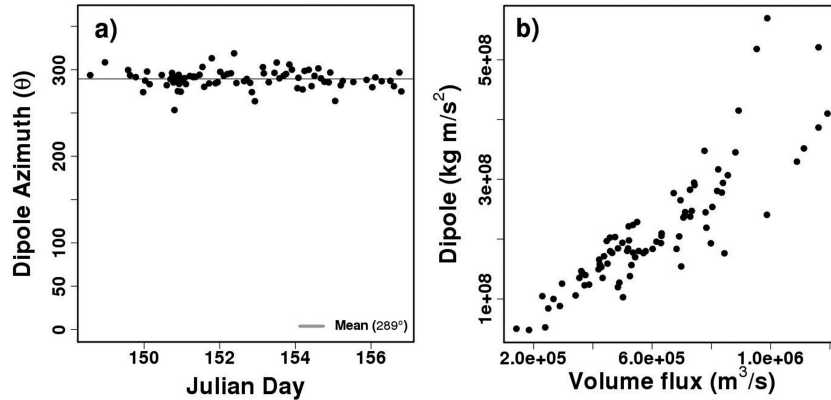 a)
Dipole Azimuth (θ)
300
200
100
50
0
150 152 154 156
Julian Day
Mean (289°)
b)
Dipole (kg m/s²)
5e+08
3e+08
1e+08
2.0e+05 6.0e+05 1.0e+06
Volume flux (m³/s)